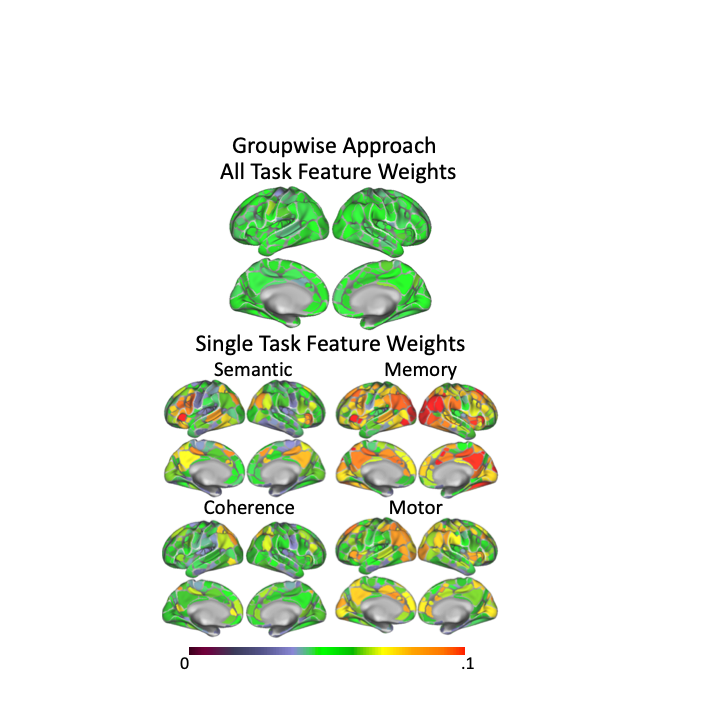 Groupwise Approach
All Task Feature Weights
Single Task Feature Weights
Semantic
Memory
Coherence
Motor
0
.1